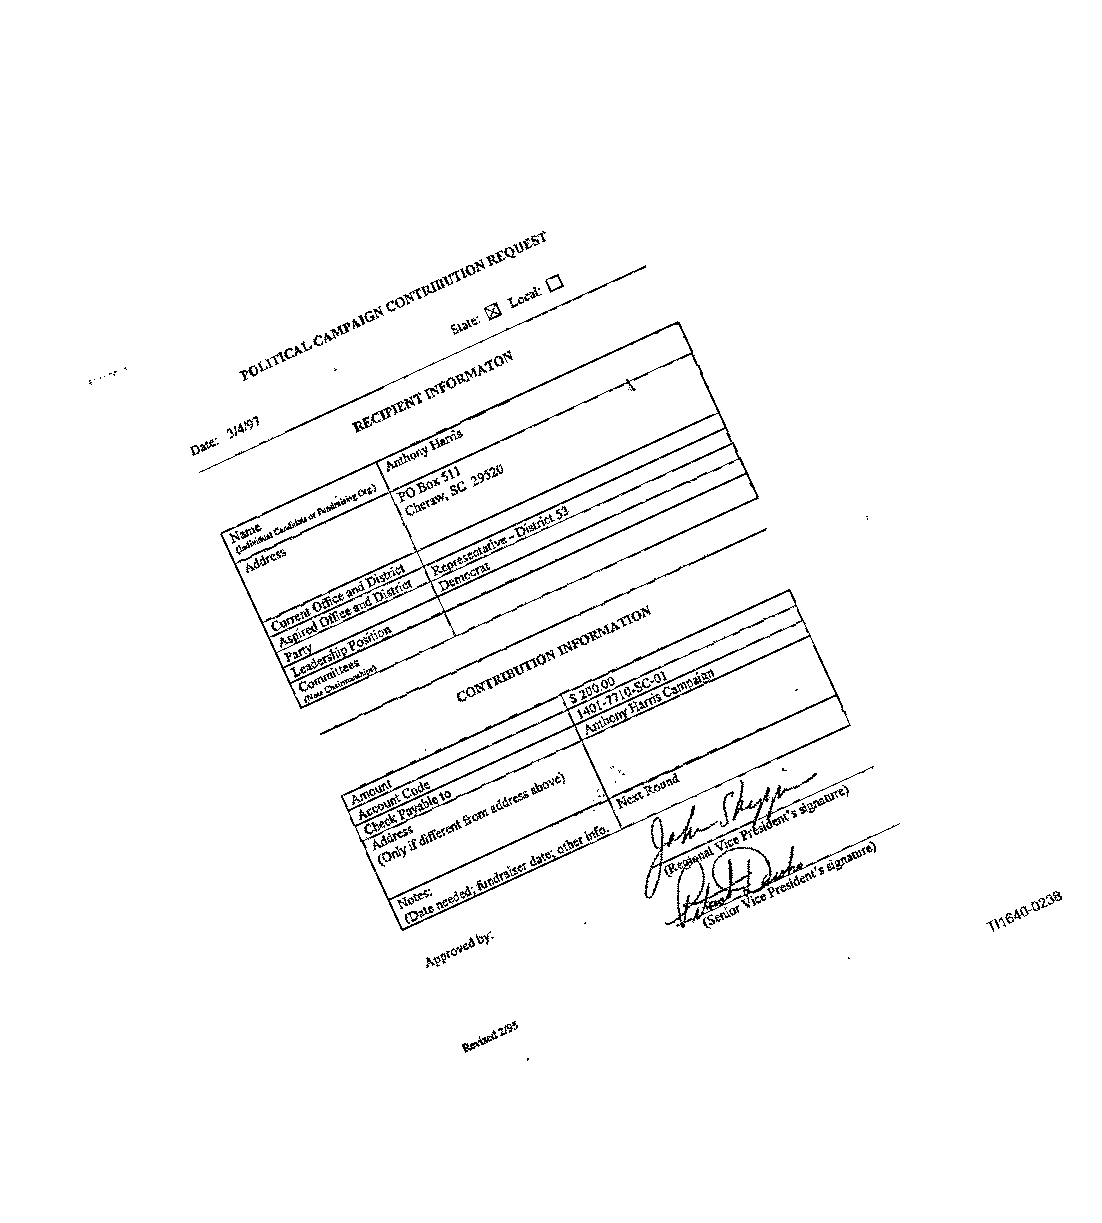 POLITICAL CAMPAIGN CONTRIBUTION REQUEST
State: ☒ Local: ☐
Date: 3/4/97
RECIPIENT INFORMATON
Name Anthony Harris
(Individual Candidate or Fundraising Org.)
Address PO Box 511
Cheraw, SC 29520
Current Office and District Representative - District 53
Aspired Office and District
Party Democrat
Leadership Position
Committees
(Note Chairmanships)
CONTRIBUTION INFORMATION
Amount $ 200.00
Account Code 1401-7710-SC-01
Check Payable to Anthony Harris Campaign
Address
(Only if different from address above)
Notes: Next Round
(Date needed; fundraiser date; other info.
Approved by: John
(Regional Vice President's signature)
(Senior Vice President's signature)
Revised 2/95
TI1640-0238